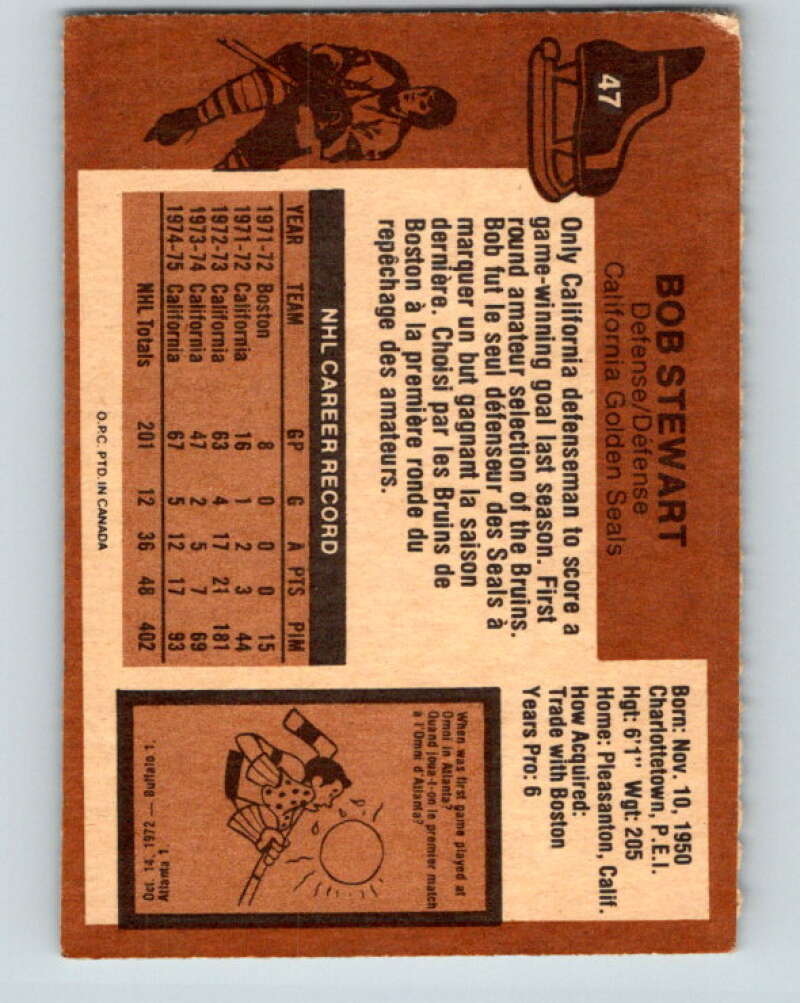 47
BOB STEWART
Defense/Défense
California Golden Seals
Born: Nov. 10, 1950
Charlottetown, P.E.I.
Hgt: 6'1" Wgt: 205
Home: Pleasanton, Calif.
How Acquired:
Trade with Boston
Years Pro: 6
Only California defenseman to score a
game-winning goal last season. First
round amateur selection of the Bruins.
Bob fut le seul défenseur des Seals à
marquer un but gagnant la saison
dernière. Choisi par les Bruins de
Boston à la première ronde du
repêchage des amateurs.
NHL CAREER RECORD
YEAR TEAM GP G A PTS PIM
1971-72 Boston 8 0 0 0 15
1971-72 California 16 1 2 3 44
1972-73 California 63 4 17 21 181
1973-74 California 47 2 5 7 69
1974-75 California 67 5 12 17 93
NHL Totals 201 12 36 48 402
O.P.C. PTD. IN CANADA
When was first game played at
Omni in Atlanta?
Quand joua-t-on le premier match
à l'Omni d'Atlanta?
Oct. 14, 1972 — Buffalo 1,
Atlanta 1